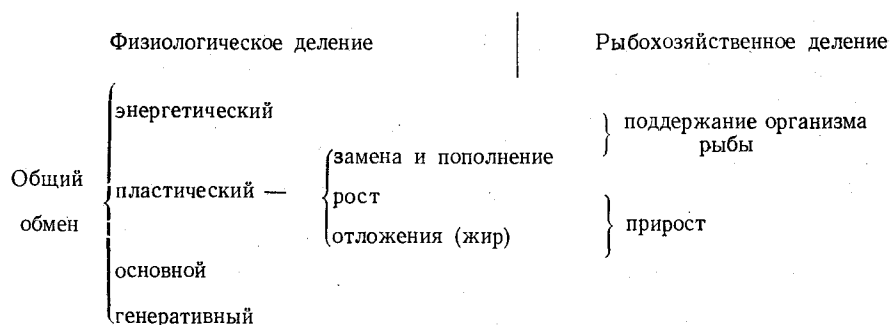 Физиологическое деление
Рыбохозяйственное деление
Общий
обмен
энергетический
пластический —
замена и пополнение
рост
отложения (жир)
основной
генеративный
поддержание организма
рыбы
прирост